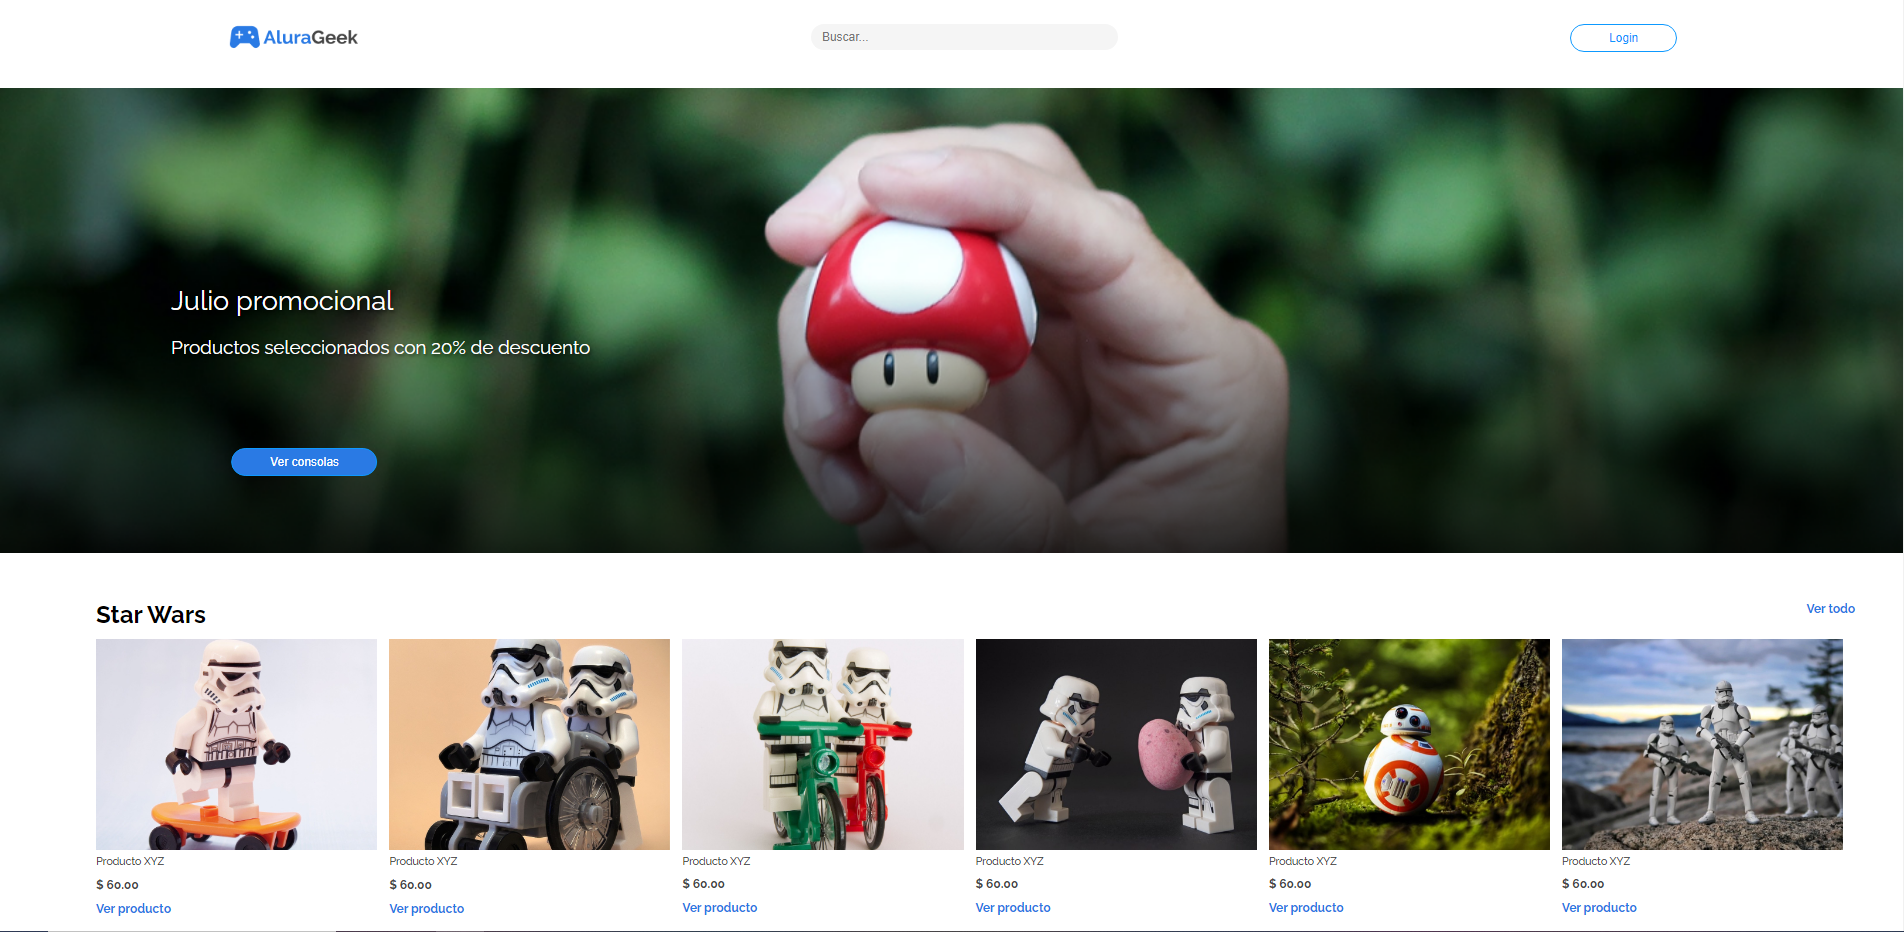 AluraGeek
Buscar...
Login
Julio promocional
Productos seleccionados con 20% de descuento
Ver consolas
Star Wars
Ver todo
Producto XYZ
$ 60.00
Ver producto
Producto XYZ
$ 60.00
Ver producto
Producto XYZ
$ 60.00
Ver producto
Producto XYZ
$ 60.00
Ver producto
Producto XYZ
$ 60.00
Ver producto
Producto XYZ
$ 60.00
Ver producto